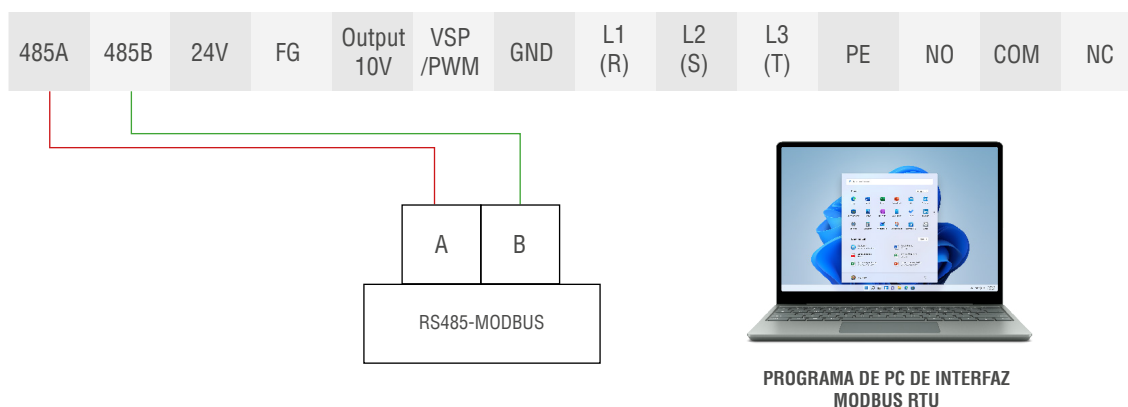 485A 485B 24V FG Output 10V VSP /PWM GND L1 (R) L2 (S) L3 (T) PE NO COM NC
A B
RS485-MODBUS
PROGRAMA DE PC DE INTERFAZ
MODBUS RTU